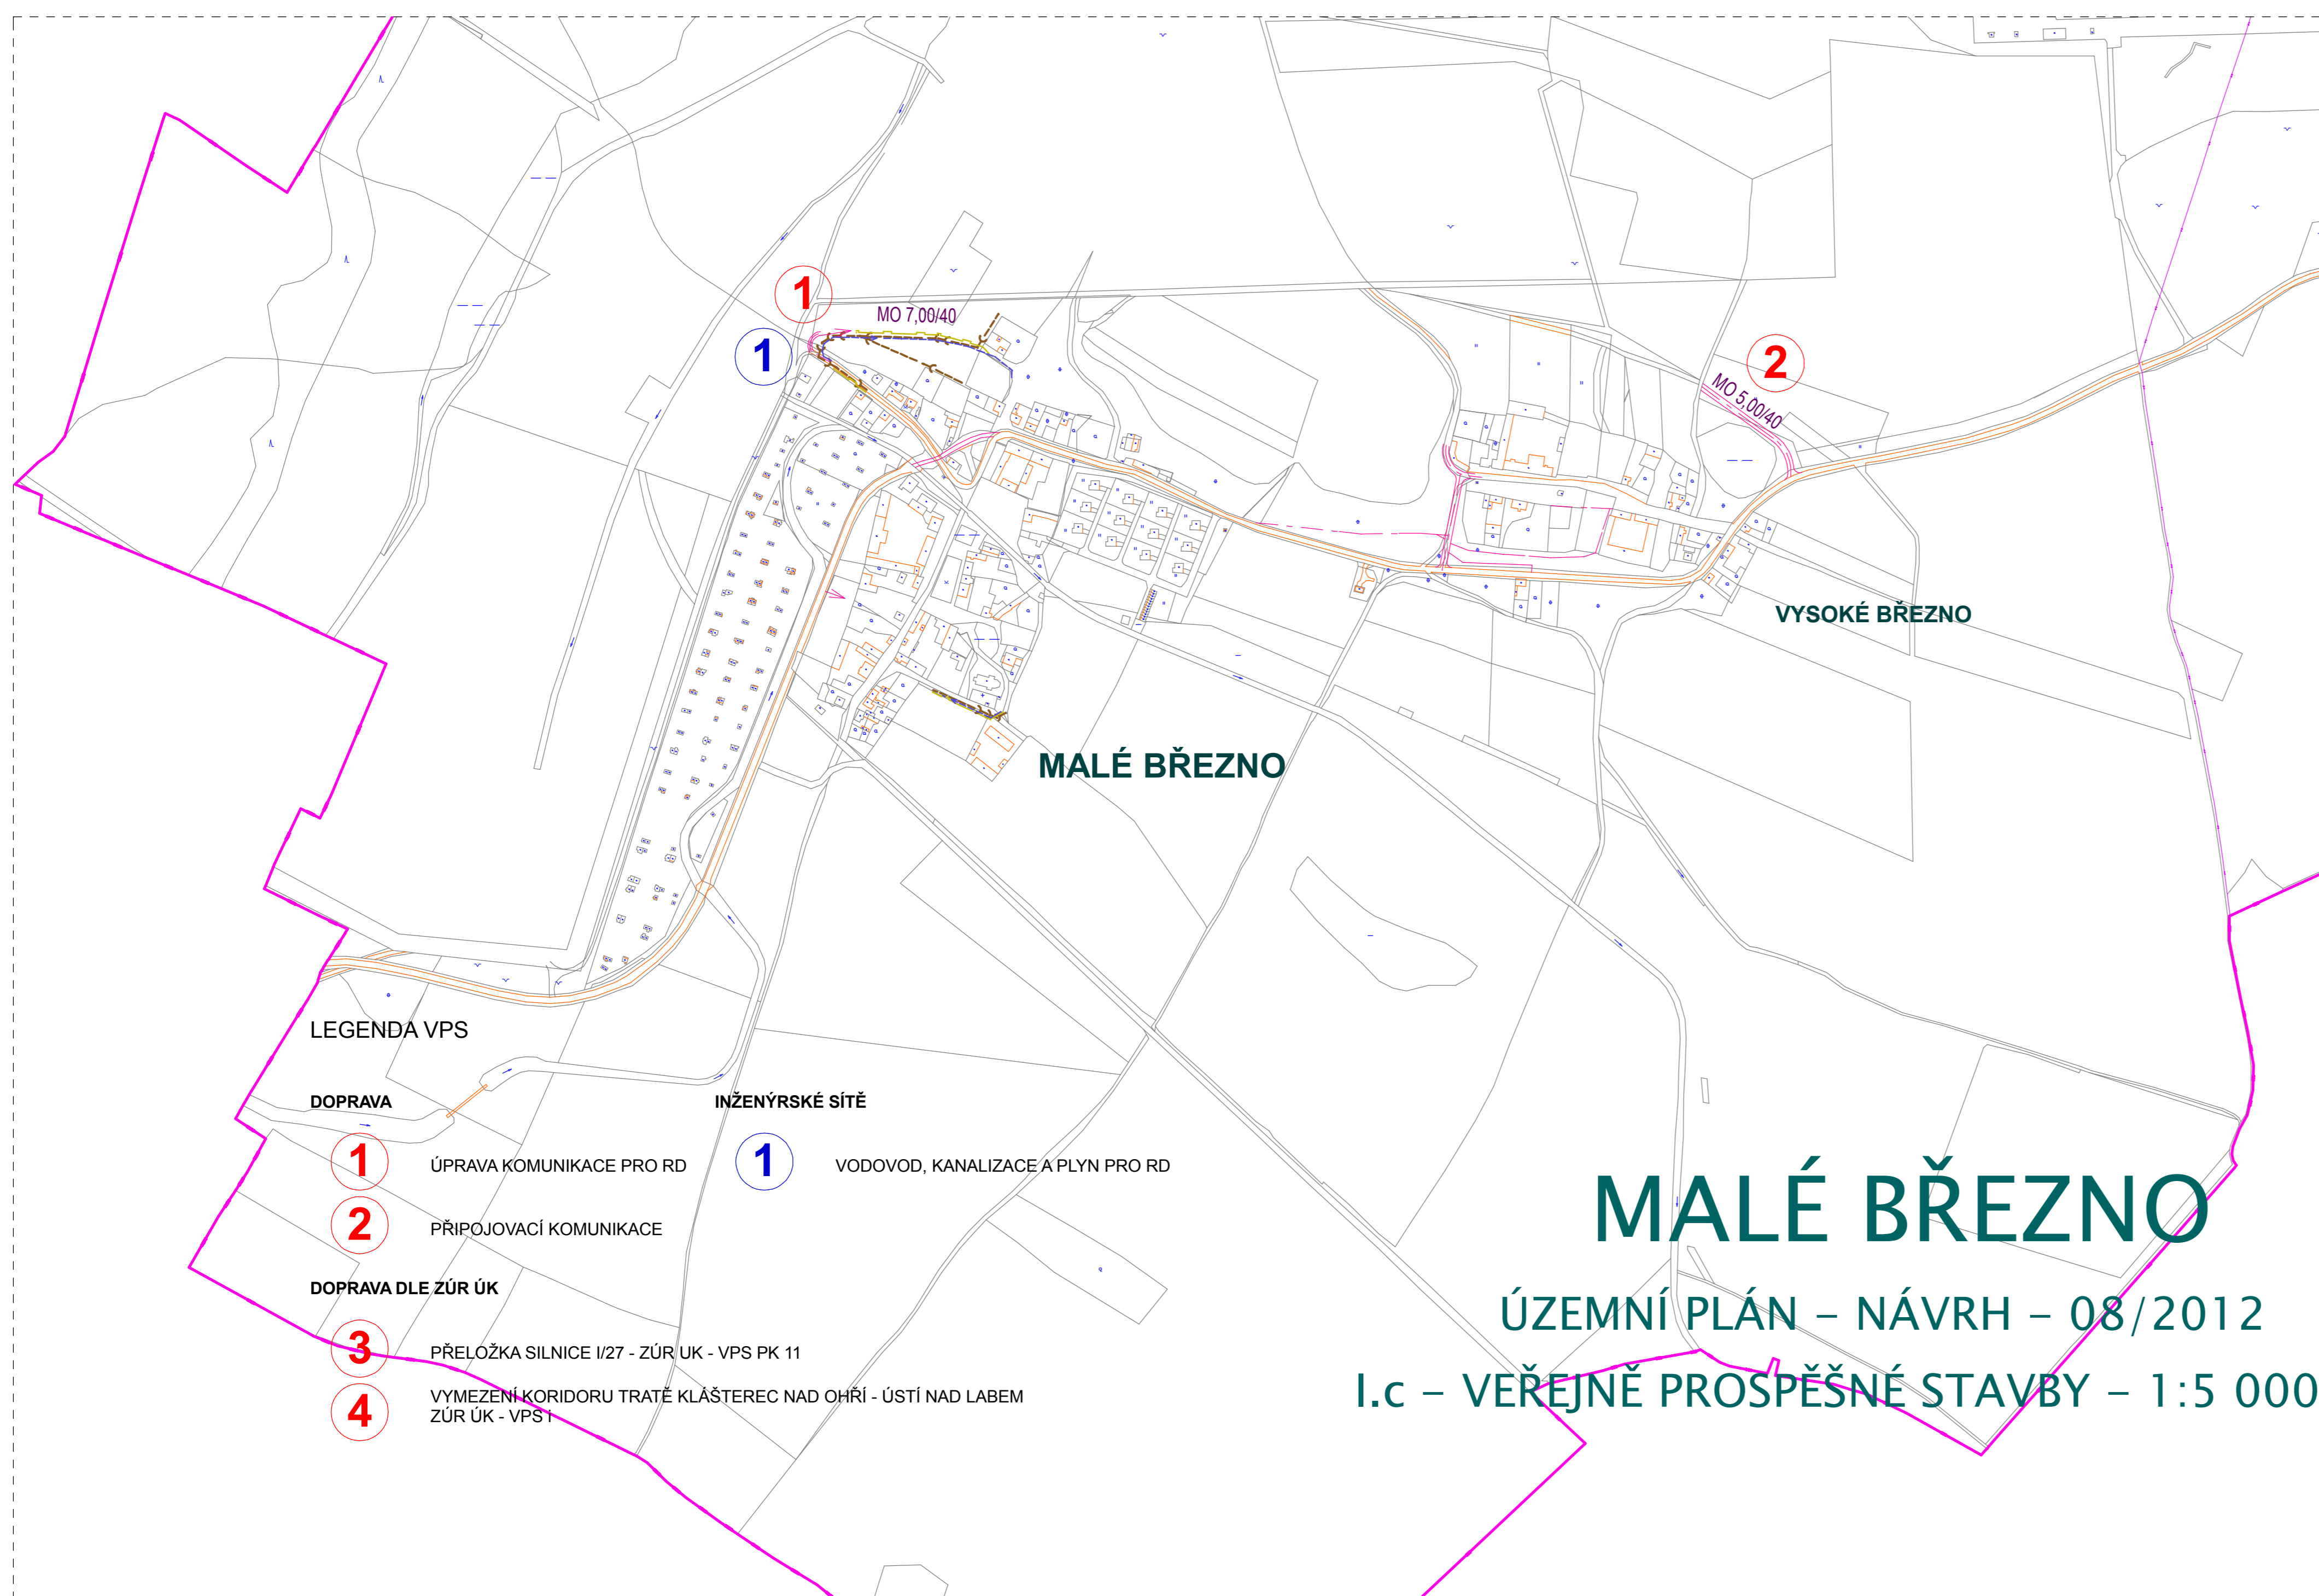 1
MO 7,00/40
1
2
MO 5,00/40
VYSOKÉ BŘEZNO
MALÉ BŘEZNO
LEGENDA VPS
DOPRAVA
1 ÚPRAVA KOMUNIKACE PRO RD
2 PŘIPOJOVACÍ KOMUNIKACE
INŽENÝRSKÉ SÍTĚ
1 VODOVOD, KANALIZACE A PLYN PRO RD
DOPRAVA DLE ZÚR ÚK
3 PŘELOŽKA SILNICE I/27 - ZÚR UK - VPS PK 11
4 VYMEZENÍ KORIDORU TRATĚ KLÁŠTEREC NAD OHŘÍ - ÚSTÍ NAD LABEM
ZÚR ÚK - VPS i
MALÉ BŘEZNO
ÚZEMNÍ PLÁN – NÁVRH – 08/2012
I.c – VEŘEJNĚ PROSPĚŠNÉ STAVBY – 1:5 000